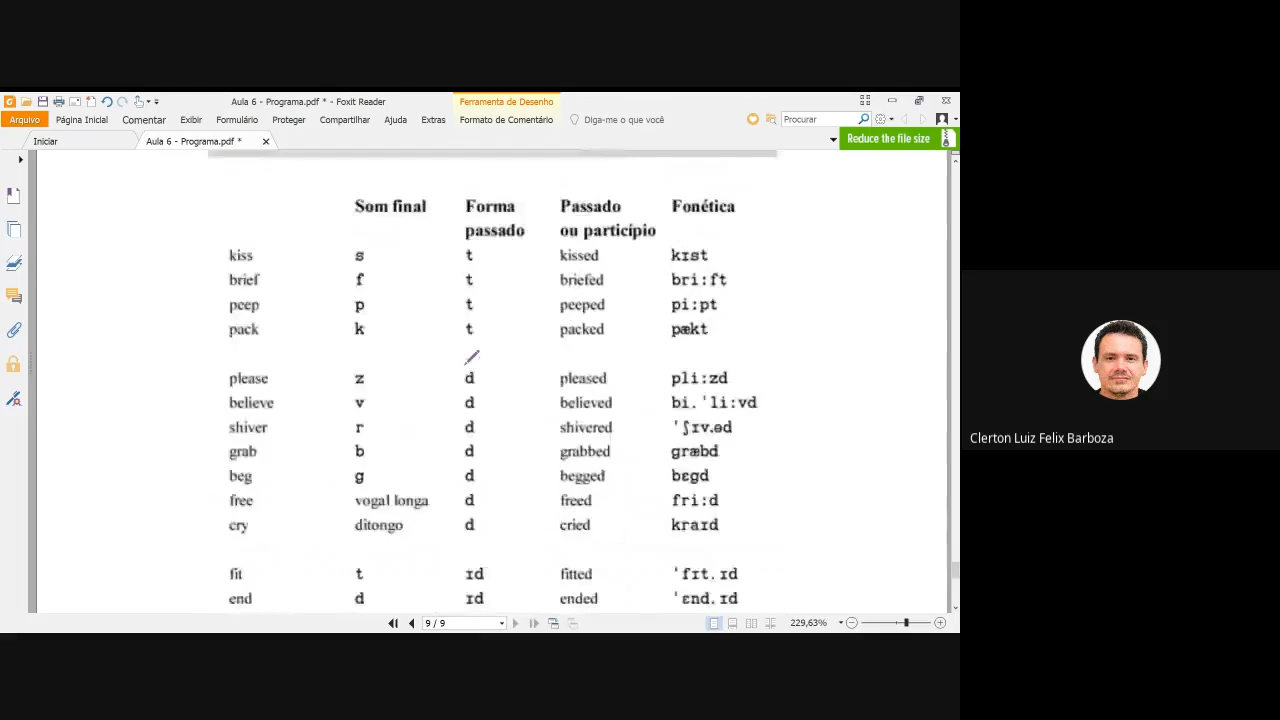 Aula 6 - Programa.pdf * - Foxit Reader
Ferramenta de Desenho
Arquivo Página Inicial Comentar Exibir Formulário Proteger Compartilhar Ajuda Extras Formato de Comentário Diga-me o que você Procurar
Iniciar Aula 6 - Programa.pdf * Reduce the file size
Som final Forma passado Passado ou particípio Fonética
kiss s t kissed kɪst
brief f t briefed bri:ft
peep p t peeped pi:pt
pack k t packed pækt
please z d pleased pli:zd
believe v d believed bi.ˈli:vd
shiver r d shivered ˈʃɪv.əd
grab b d grabbed græbd
beg g d begged bɛgd
free vogal longa d freed fri:d
cry ditongo d cried kraɪd
fit t ɪd fitted ˈfɪt.ɪd
end d ɪd ended ˈɛnd.ɪd
9 / 9 229,63%
Clerton Luiz Felix Barboza